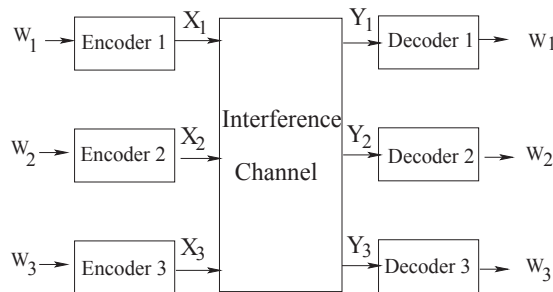 W1 Encoder 1 X1 Y1 Decoder 1 W1
Interference
Channel
W2 Encoder 2 X2 Y2 Decoder 2 W2
W3 Encoder 3 X3 Y3 Decoder 3 W3